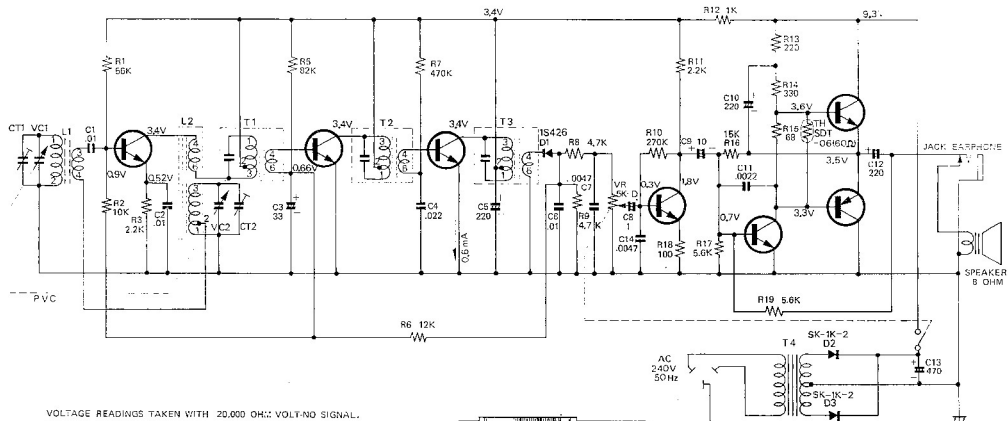 3,4V
R12 1K
9,3V
R1
56K
R5
82K
R7
470K
R11
2.2K
R13
220
R14
330
C10
220
CT1 VC1
L1
C1
.01
3,4V
L2
T1
3,4V
T2
3,4V
T3
1S426
D1
R8 4,7K
R10
270K
C9 10
15K
R16
R15
68
3,6V
TH
SDT
-06(60Ω)
3,5V
C12
220
JACK EARPHONE
0,9V
0,52V
0,66V
R2
10K
R3
2.2K
C2
.01
VC2 CT2
C3
33
C4
.022
C5
220
0,6 mA
C6
.01
.0047
C7
R9
4.7K
VR
5K-D
C8
1
0,3V
1,8V
C14
.0047
R18
100
C11
.0022
0,7V
3,3V
R17
5.6K
R19 5.6K
SPEAKER
8 OHM
PVC
R6 12K
AC
240V
50Hz
T4
SK-1K-2
D2
SK-1K-2
D3
C13
470
VOLTAGE READINGS TAKEN WITH 20,000 OHM VOLT-NO SIGNAL.